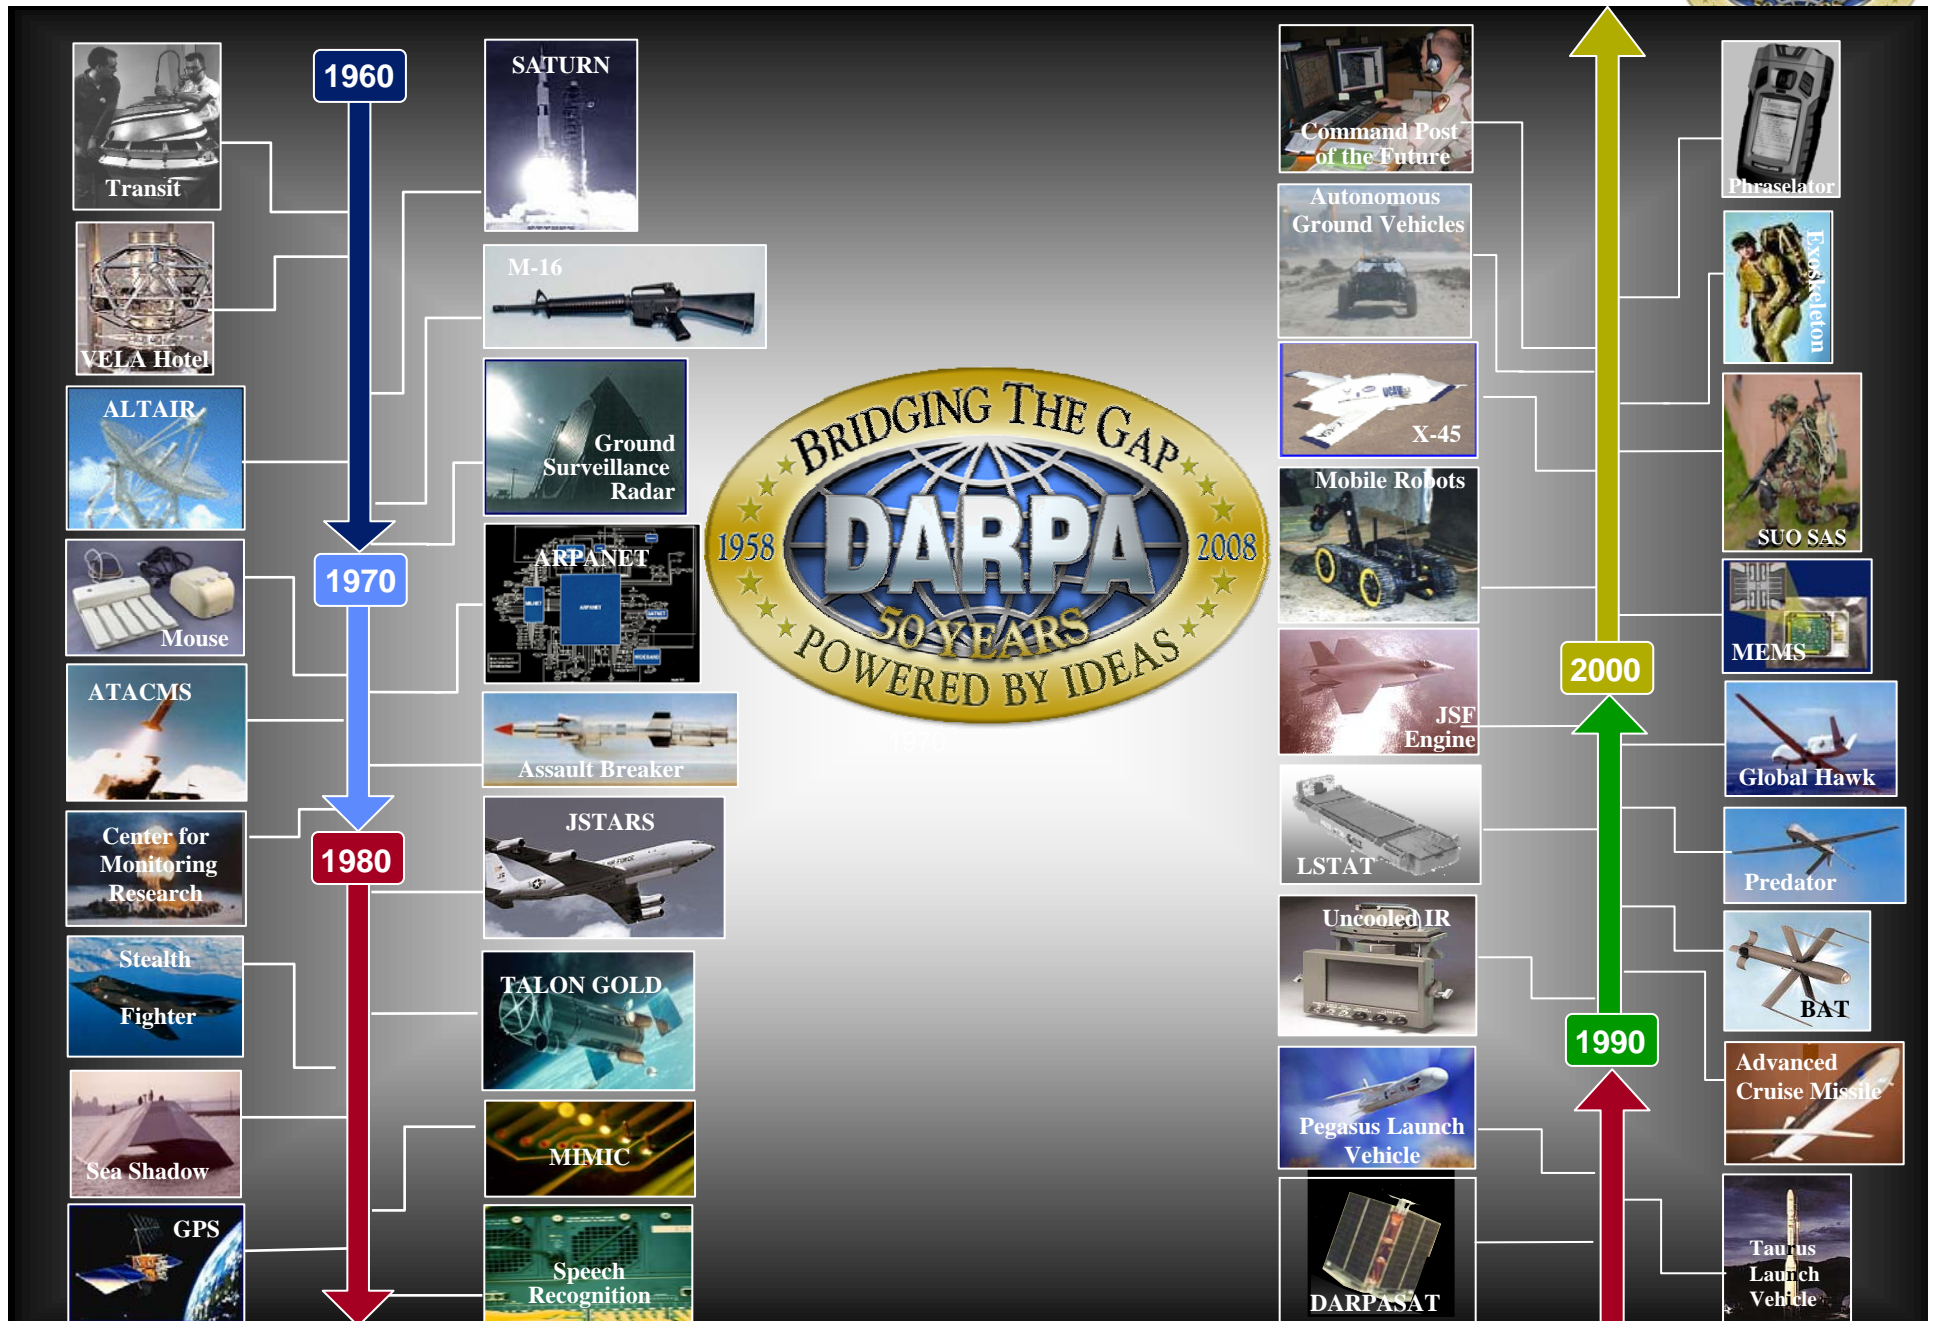 1960
Transit
VELA Hotel
ALTAIR
Mouse
ATACMS
Center for
Monitoring
Research
Stealth
Fighter
Sea Shadow
GPS
1970
1980
SATURN
M-16
Ground
Surveillance
Radar
ARPANET
ARPANET
Assault Breaker
JSTARS
TALON GOLD
MIMIC
Speech
Recognition
BRIDGING THE GAP
1958
DARPA
2008
50 YEARS
POWERED BY IDEAS
1970
Command Post
of the Future
Autonomous
Ground Vehicles
X-45
Mobile Robots
JSF
Engine
LSTAT
Uncooled IR
Pegasus Launch
Vehicle
DARPASAT
2000
1990
Phraselator
Exoskeleton
SUO SAS
MEMS
Global Hawk
Predator
BAT
Advanced
Cruise Missile
Taurus
Launch
Vehicle